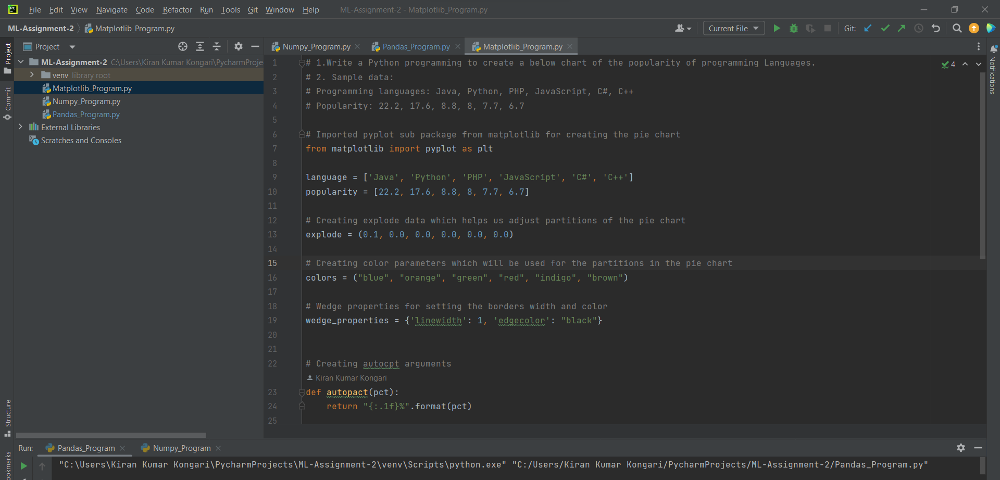 PC File Edit View Navigate Code Refactor Run Tools Git Window Help ML-Assignment-2 - Matplotlib_Program.py
ML-Assignment-2 Matplotlib_Program.py Current File Git:
Project
Numpy_Program.py Pandas_Program.py Matplotlib_Program.py
Project
Commit
Structure
Notifications
ML-Assignment-2 C:\Users\Kiran Kumar Kongari\PycharmProje
venv library root
Matplotlib_Program.py
Numpy_Program.py
Pandas_Program.py
External Libraries
Scratches and Consoles
4
1 # 1.Write a Python programming to create a below chart of the popularity of programming Languages.
2 # 2. Sample data:
3 # Programming languages: Java, Python, PHP, JavaScript, C#, C++
4 # Popularity: 22.2, 17.6, 8.8, 8, 7.7, 6.7
5
6 # Imported pyplot sub package from matplotlib for creating the pie chart
7 from matplotlib import pyplot as plt
8
9 language = ['Java', 'Python', 'PHP', 'JavaScript', 'C#', 'C++']
10 popularity = [22.2, 17.6, 8.8, 8, 7.7, 6.7]
11
12 # Creating explode data which helps us adjust partitions of the pie chart
13 explode = (0.1, 0.0, 0.0, 0.0, 0.0, 0.0)
14
15 # Creating color parameters which will be used for the partitions in the pie chart
16 colors = ("blue", "orange", "green", "red", "indigo", "brown")
17
18 # Wedge properties for setting the borders width and color
19 wedge_properties = {'linewidth': 1, 'edgecolor': "black"}
20
21
22 # Creating autocpt arguments
Kiran Kumar Kongari
23 def autopact(pct):
24     return "{:.1f}%".format(pct)
25
Run: Pandas_Program Numpy_Program
"C:\Users\Kiran Kumar Kongari\PycharmProjects\ML-Assignment-2\venv\Scripts\python.exe" "C:/Users/Kiran Kumar Kongari/PycharmProjects/ML-Assignment-2/Pandas_Program.py"